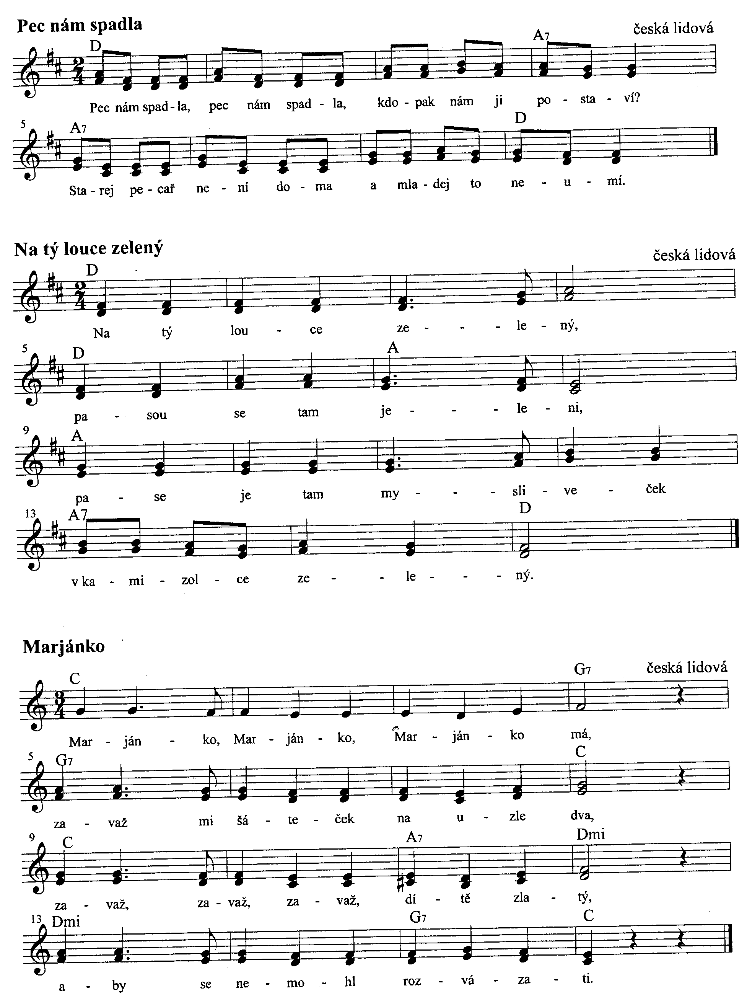 Pec nám spadla
česká lidová
D A7
2 4
Pec nám spad - la, pec nám spad - la, kdo - pak nám ji po - sta - ví?
5
A7 D
Sta - rej pe - cař ne - ní do - ma a mla - dej to ne - u - mí.
Na tý louce zelený
česká lidová
D
2 4
Na tý lou - ce ze - - - le - ný,
5
D A
pa - sou se tam je - - - le - ni,
9
A
pa - se je tam my - - - sli - ve - ček
13
A7 D
v ka - mi - zol - ce ze - - le - - - ný.
Marjánko
česká lidová
C G7
3 4
Mar - ján - ko, Mar - ján - ko, Mar - ján - ko má,
5
G7 C
za - važ mi šá - te - ček na u - zle dva,
9
C A7 Dmi
za - važ, za - važ, za - važ, dí - tě zla - tý,
13
Dmi G7 C
a - by se ne - mo - hl roz - vá - za - ti.